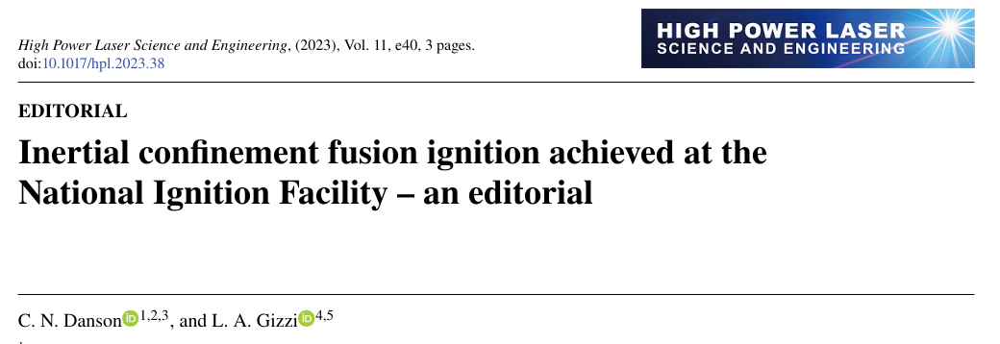 High Power Laser Science and Engineering, (2023), Vol. 11, e40, 3 pages.
doi:10.1017/hpl.2023.38
HIGH POWER LASER
SCIENCE AND ENGINEERING
EDITORIAL
Inertial confinement fusion ignition achieved at the
National Ignition Facility – an editorial
C. N. Danson iD 1,2,3, and L. A. Gizzi iD 4,5